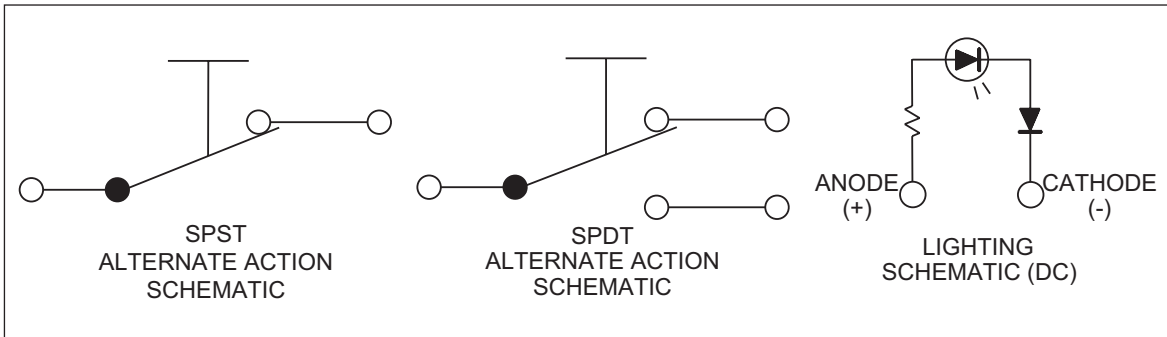 SPST
ALTERNATE ACTION
SCHEMATIC
SPDT
ALTERNATE ACTION
SCHEMATIC
ANODE
(+)
CATHODE
(-)
LIGHTING
SCHEMATIC (DC)